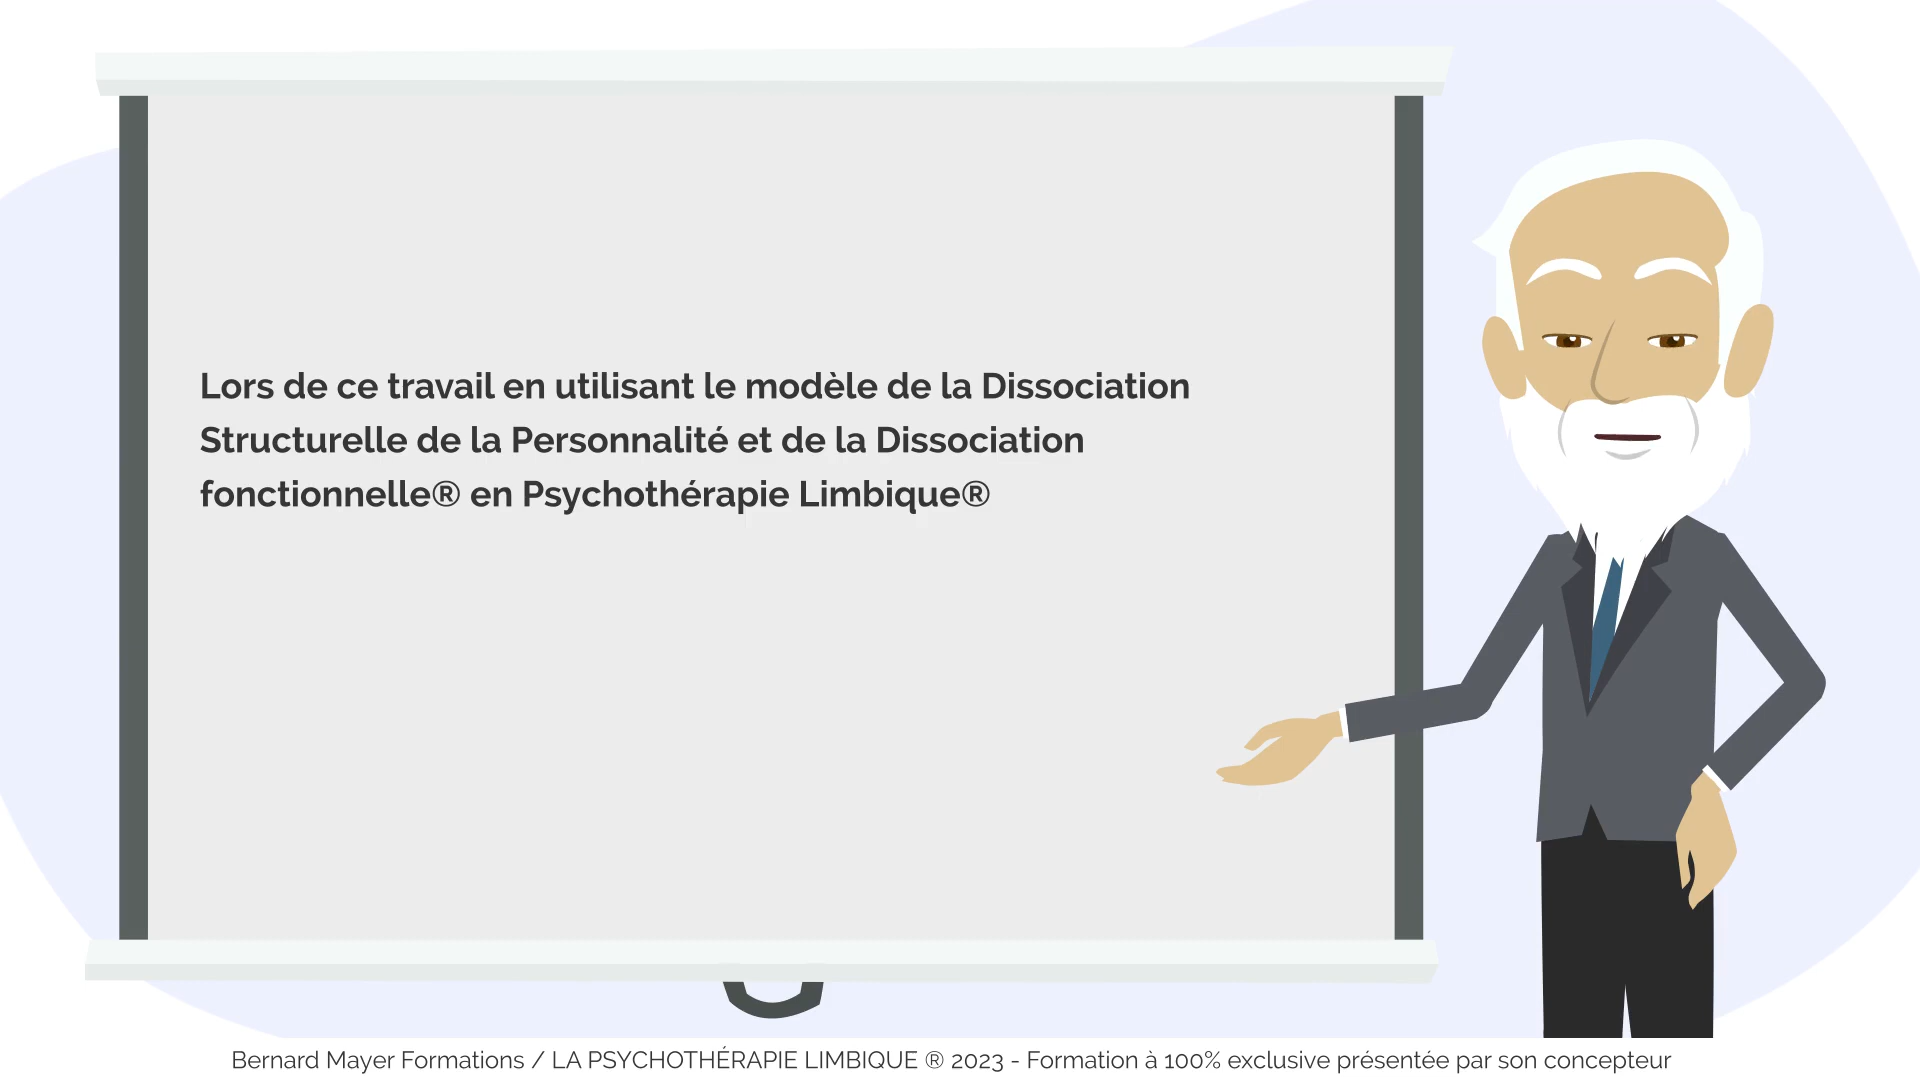 Lors de ce travail en utilisant le modèle de la Dissociation
Structurelle de la Personnalité et de la Dissociation
fonctionnelle® en Psychothérapie Limbique®
Bernard Mayer Formations / LA PSYCHOTHÉRAPIE LIMBIQUE ® 2023 - Formation à 100% exclusive présentée par son concepteur